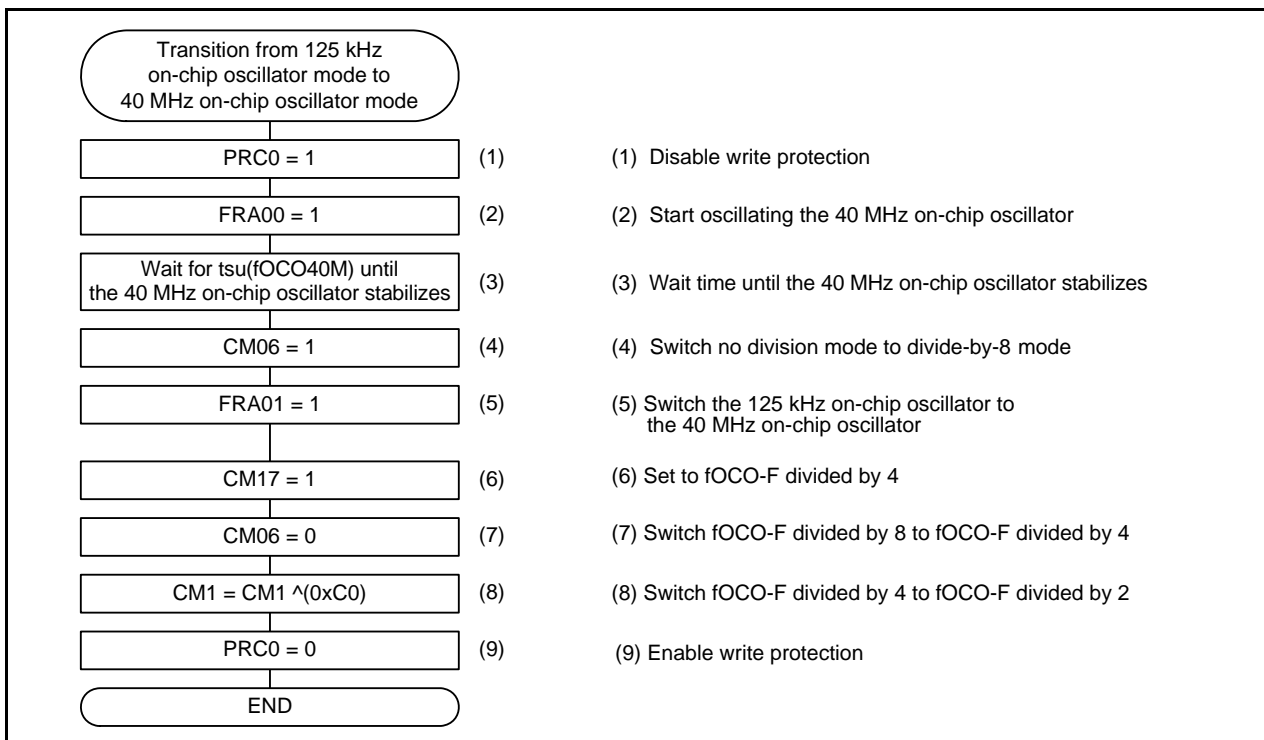 Transition from 125 kHz
on-chip oscillator mode to
40 MHz on-chip oscillator mode
PRC0 = 1 (1) (1) Disable write protection
FRA00 = 1 (2) (2) Start oscillating the 40 MHz on-chip oscillator
Wait for tsu(fOCO40M) until
the 40 MHz on-chip oscillator stabilizes (3) (3) Wait time until the 40 MHz on-chip oscillator stabilizes
CM06 = 1 (4) (4) Switch no division mode to divide-by-8 mode
FRA01 = 1 (5) (5) Switch the 125 kHz on-chip oscillator to
the 40 MHz on-chip oscillator
CM17 = 1 (6) (6) Set to fOCO-F divided by 4
CM06 = 0 (7) (7) Switch fOCO-F divided by 8 to fOCO-F divided by 4
CM1 = CM1 ^(0xC0) (8) (8) Switch fOCO-F divided by 4 to fOCO-F divided by 2
PRC0 = 0 (9) (9) Enable write protection
END